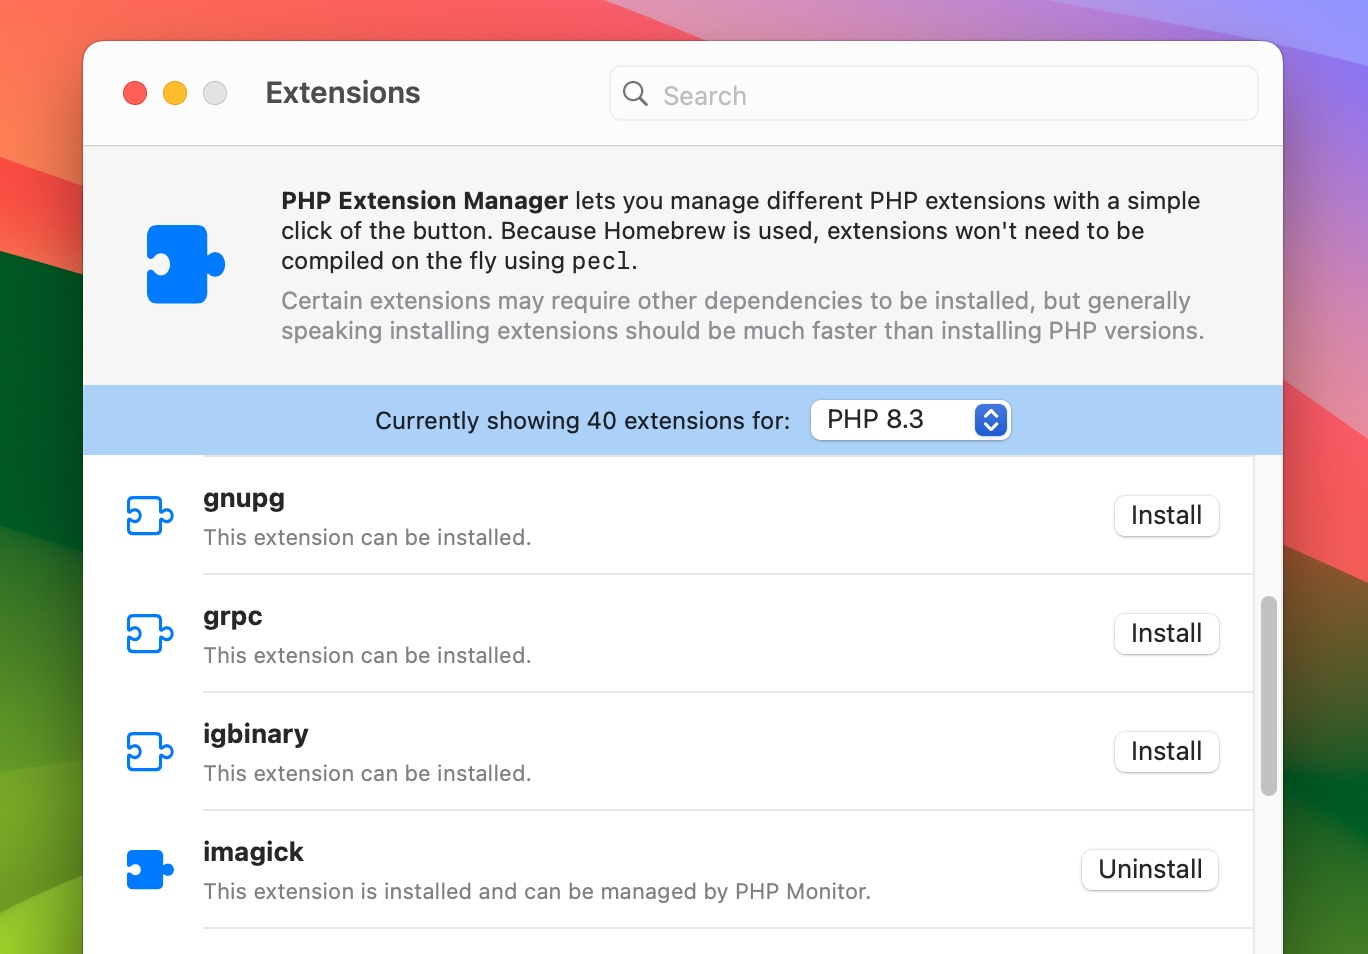 Extensions
Search
PHP Extension Manager lets you manage different PHP extensions with a simple
click of the button. Because Homebrew is used, extensions won't need to be
compiled on the fly using pecl.
Certain extensions may require other dependencies to be installed, but generally
speaking installing extensions should be much faster than installing PHP versions.
Currently showing 40 extensions for: PHP 8.3
gnupg
This extension can be installed.
Install
grpc
This extension can be installed.
Install
igbinary
This extension can be installed.
Install
imagick
This extension is installed and can be managed by PHP Monitor.
Uninstall